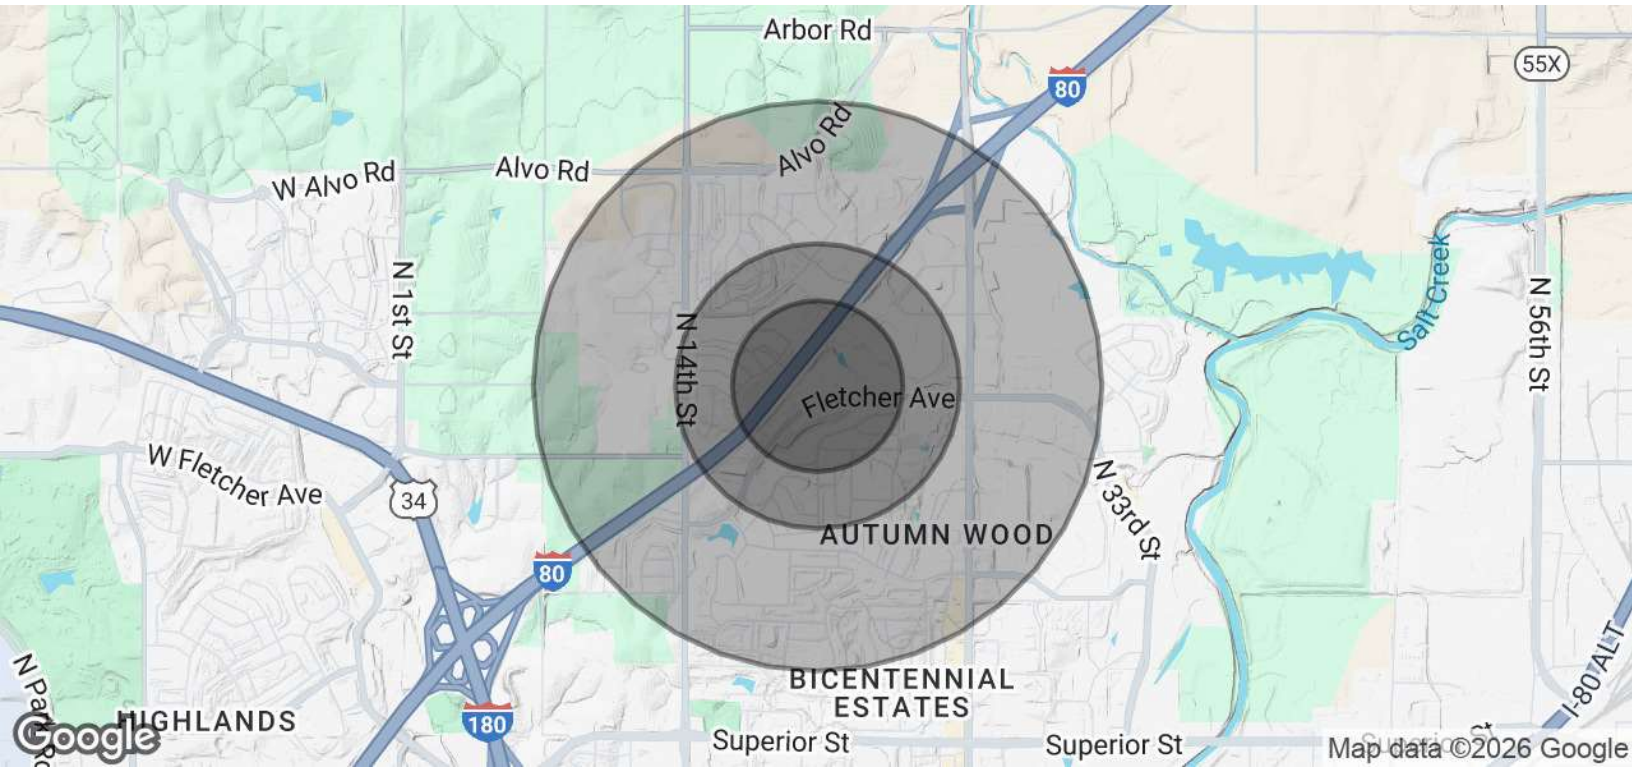 Arbor Rd
55X
80
Alvo Rd
Alvo Rd
W Alvo Rd
N 1st St
Salt Creek
N 56th St
N 14th St
Fletcher Ave
W Fletcher Ave
34
N 33rd St
AUTUMN WOOD
80
I-80 ALT
BICENTENNIAL
ESTATES
HIGHLANDS
180
Superior St
Superior St
Superior St
Google
Map data ©2026 Google